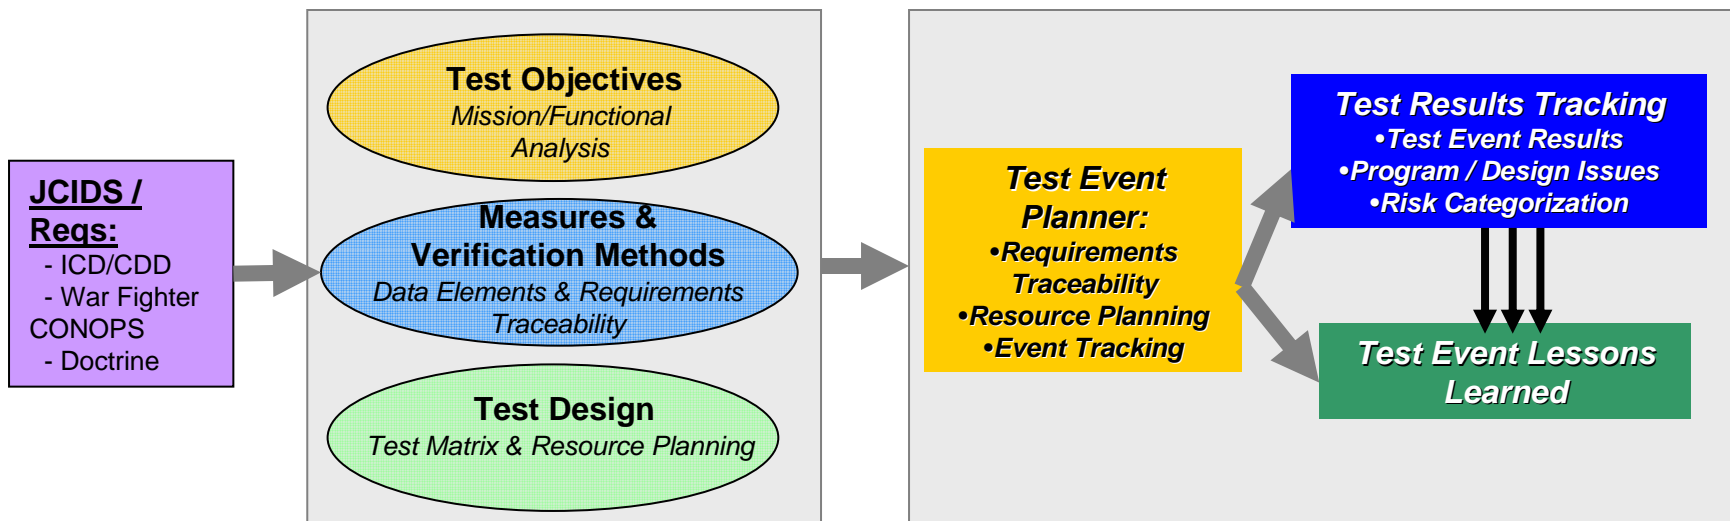 JCIDS /
Reqs:
- ICD/CDD
- War Fighter
CONOPS
- Doctrine
Test Objectives
Mission/Functional
Analysis
Measures &
Verification Methods
Data Elements & Requirements
Traceability
Test Design
Test Matrix & Resource Planning
Test Event
Planner:
•Requirements
Traceability
•Resource Planning
•Event Tracking
Test Results Tracking
•Test Event Results
•Program / Design Issues
•Risk Categorization
Test Event Lessons
Learned